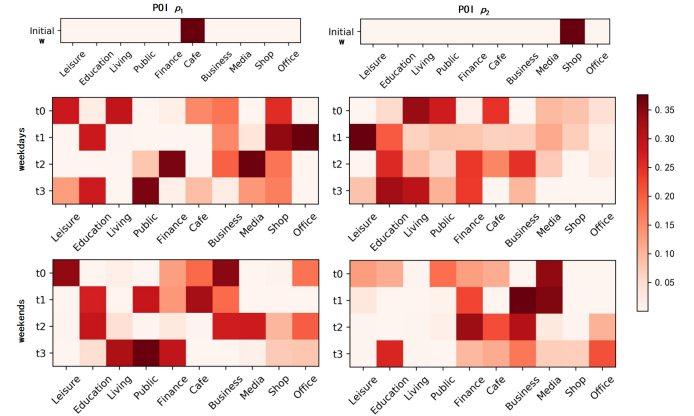 POI p1
POI p2
Initial
w
Leisure Education Living Public Finance Cafe Business Media Shop Office
Initial
w
Leisure Education Living Public Finance Cafe Business Media Shop Office
weekdays
t0
t1
t2
t3
Leisure Education Living Public Finance Cafe Business Media Shop Office
t0
t1
t2
t3
Leisure Education Living Public Finance Cafe Business Media Shop Office
weekends
t0
t1
t2
t3
Leisure Education Living Public Finance Cafe Business Media Shop Office
t0
t1
t2
t3
Leisure Education Living Public Finance Cafe Business Media Shop Office
0.35
0.30
0.25
0.20
0.15
0.10
0.05